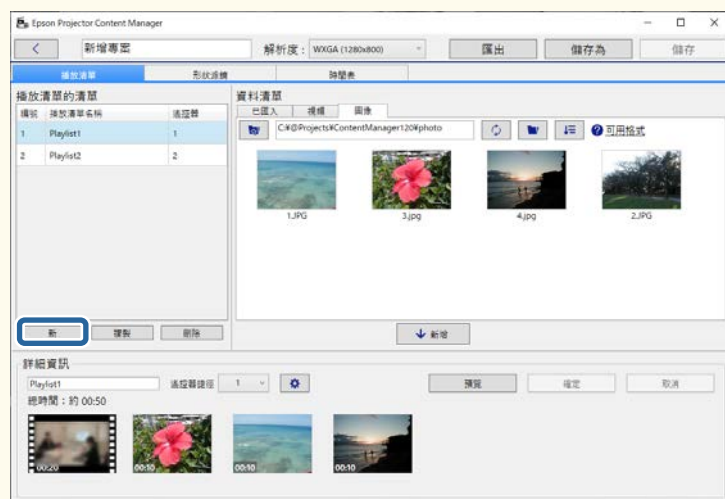 Epson Projector Content Manager
新增專案 解析度： WXGA (1280x800) 匯出 儲存為 儲存
播放清單 形狀濾鏡 時間表
播放清單的清單
編號 播放清單名稱 遙控器
1 Playlist1 1
2 Playlist2 2
新 複製 刪除
資料清單
已匯入 視頻 圖像
C:¥@Projects¥ContentManager120¥photo 可用格式
1.JPG 3.jpg 4.jpg 2.JPG
新增
詳細資訊
Playlist1 遙控器捷徑 1 預覽 確定 取消
總時間：約 00:50
00:20 00:10 00:10 00:10